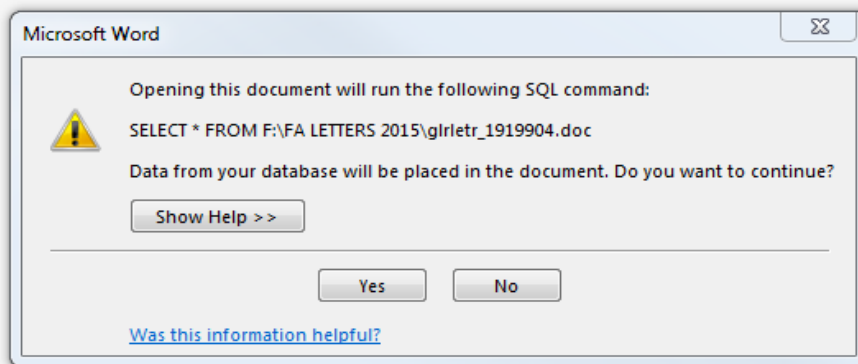 Microsoft Word
Opening this document will run the following SQL command:
SELECT * FROM F:\FA LETTERS 2015\glrletr_1919904.doc
Data from your database will be placed in the document. Do you want to continue?
Show Help >>
Yes No
Was this information helpful?